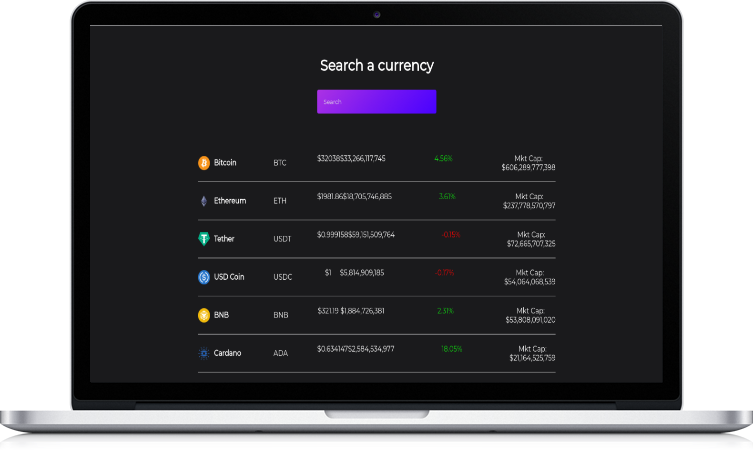 Search a currency
Search
Bitcoin BTC $32038$33,266,117,745 4.56% Mkt Cap:
$606,289,777,398
Ethereum ETH $1981.86$18,705,746,885 3.61% Mkt Cap:
$237,778,570,797
Tether USDT $0.999158$59,151,509,764 -0.15% Mkt Cap:
$72,665,707,325
USD Coin USDC $1 $5,814,909,185 -0.17% Mkt Cap:
$54,064,068,539
BNB BNB $321.19 $1,884,726,381 2.31% Mkt Cap:
$53,808,091,020
Cardano ADA $0.634147$2,584,534,977 18.05% Mkt Cap:
$21,164,525,759